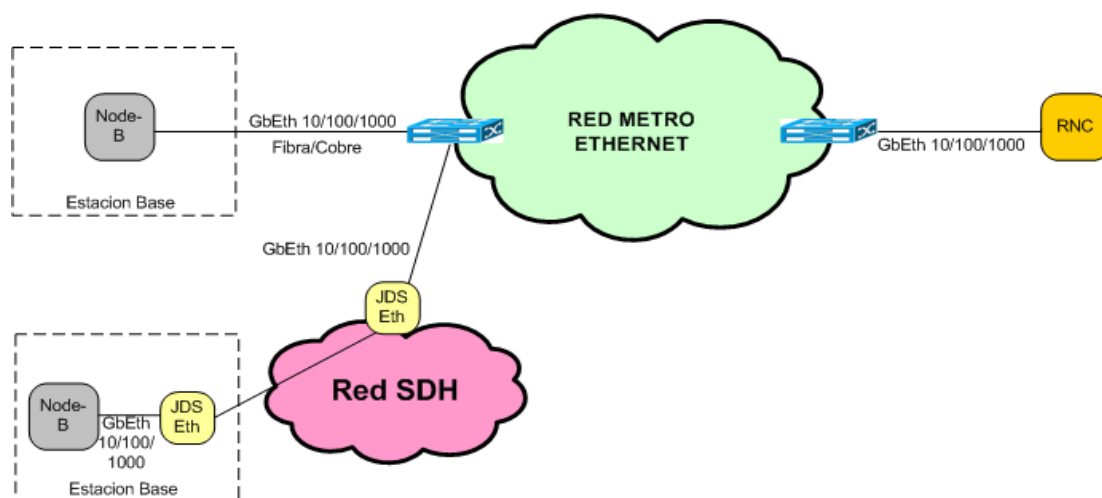 Node-
B
Estacion Base
GbEth 10/100/1000
Fibra/Cobre
RED METRO
ETHERNET
GbEth 10/100/1000
RNC
GbEth 10/100/1000
JDS
Eth
Red SDH
Node-
B
GbEth
10/100/
1000
JDS
Eth
Estacion Base